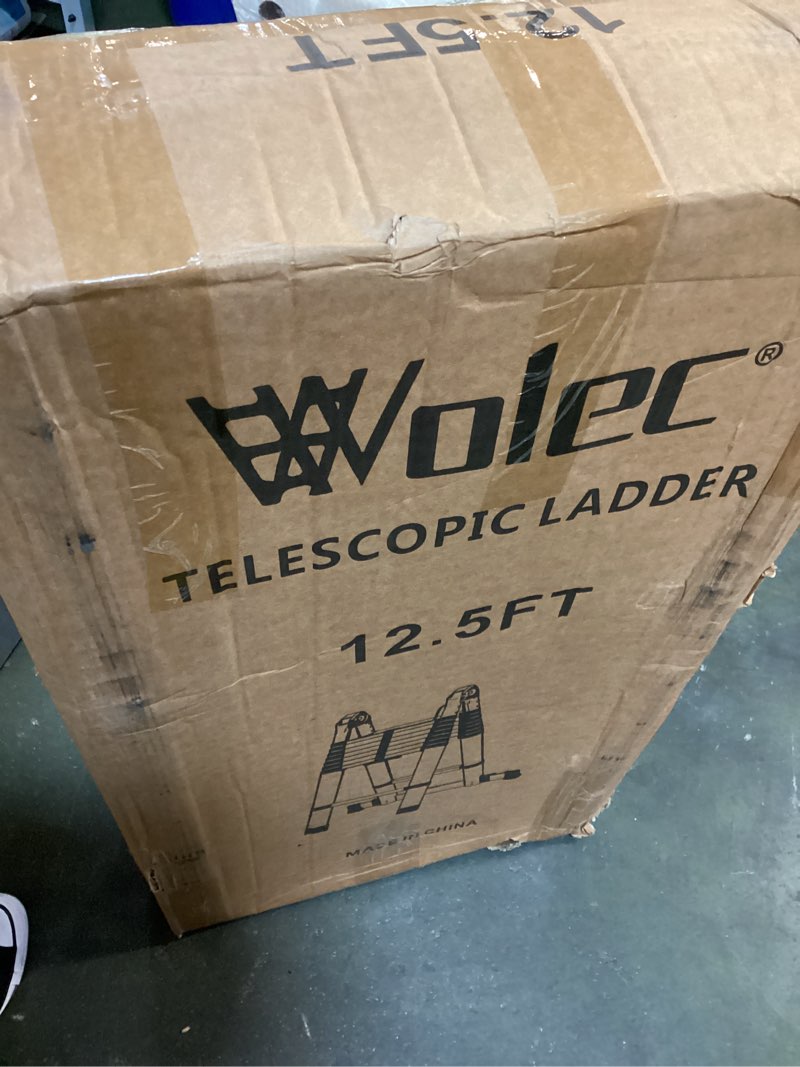 12.5FT
Wolec®
TELESCOPIC LADDER
12.5FT
MADE IN CHINA